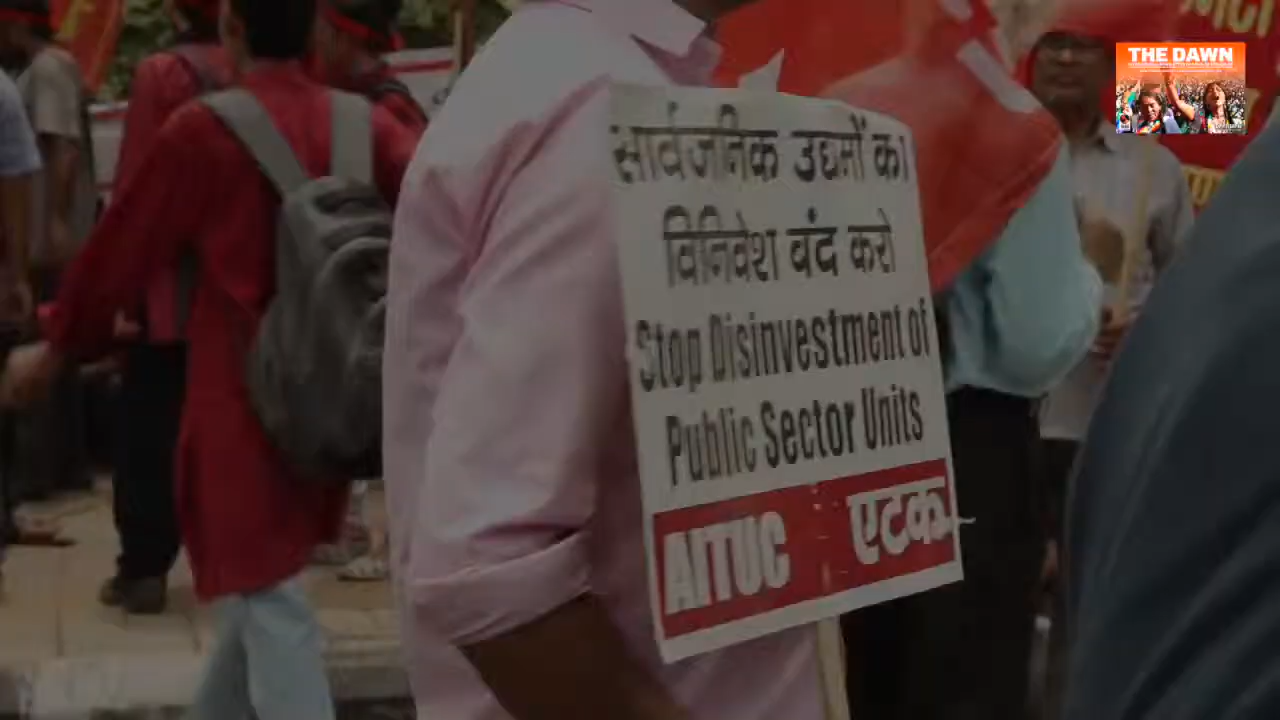 THE DAWN
सार्वजनिक उद्यमों का
विनिवेश बंद करो
Stop Disinvestment of
Public Sector Units
AITUC एटक